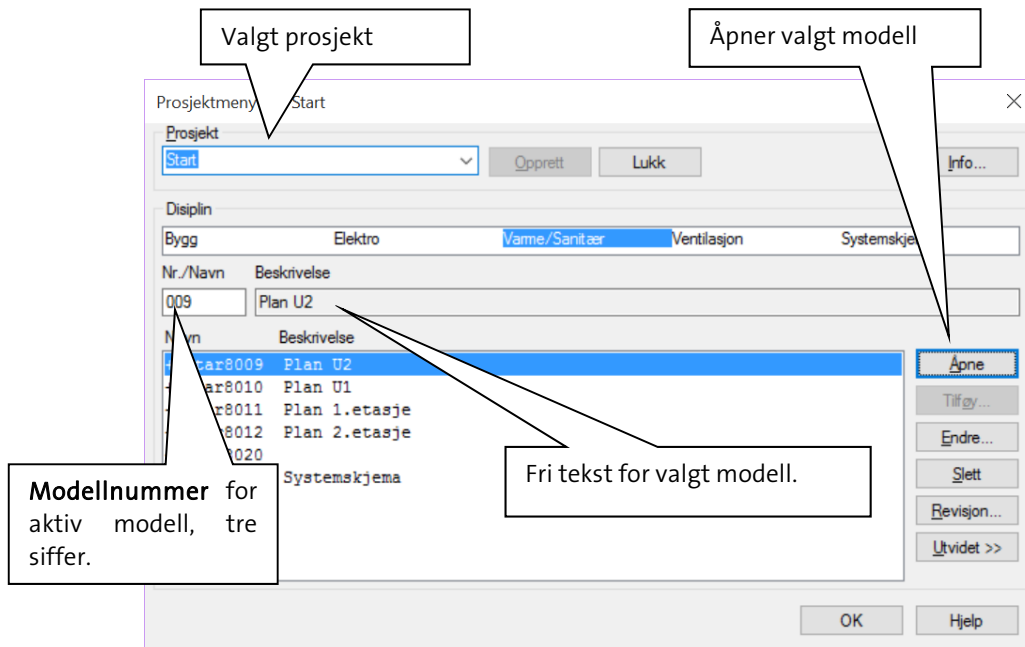 Valgt prosjekt
Åpner valgt modell
Prosjektmeny
Start
Prosjekt
Start
Opprett
Lukk
Info...
Disiplin
Bygg Elektro Varme/Sanitær Ventilasjon
Nr./Navn Beskrivelse
009 Plan U2
Beskrivelse
Plan U2
Plan U1
Plan 1.etasje
Plan 2.etasje
Systemskjema
Åpne
Tilføy...
Endre...
Slett
Revisjon...
Utvidet >>
Modellnummer for
aktiv modell, tre
siffer.
Fri tekst for valgt modell.
OK
Hjelp